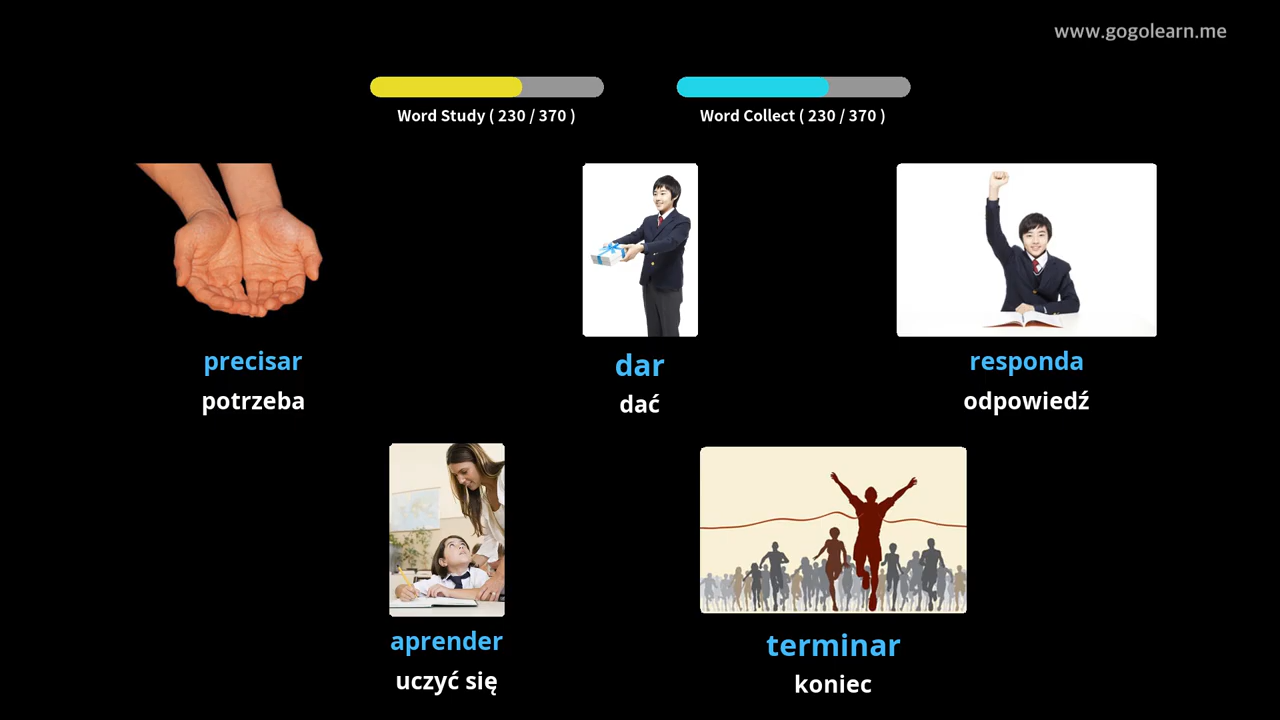 www.gogolearn.me
Word Study ( 230 / 370 )
Word Collect ( 230 / 370 )
precisar
potrzeba
dar
dać
responda
odpowiedź
aprender
uczyć się
terminar
koniec